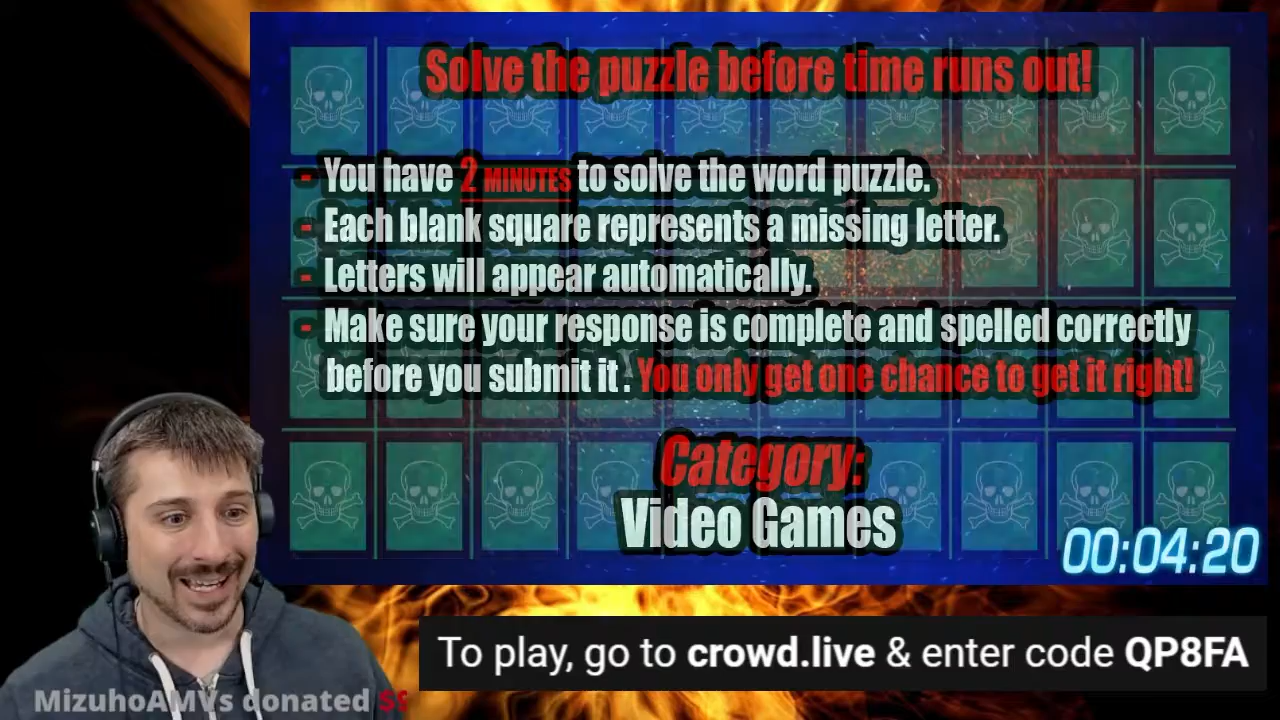 Solve the puzzle before time runs out!
- You have 2 MINUTES to solve the word puzzle.
- Each blank square represents a missing letter.
- Letters will appear automatically.
- Make sure your response is complete and spelled correctly
before you submit it. You only get one chance to get it right!
Category:
Video Games
00:04:20
To play, go to crowd.live & enter code QP8FA
MizuhoAMVs donated